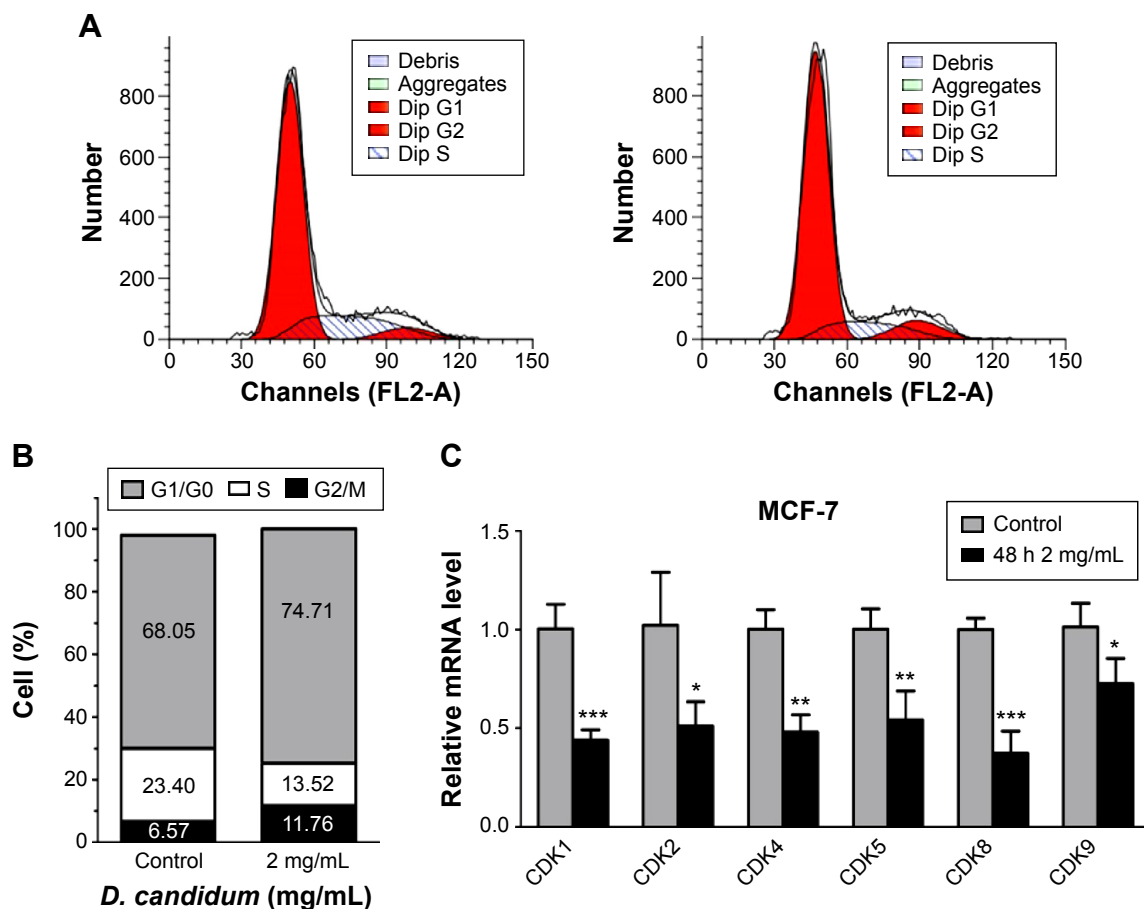 A
Number
800
600
400
200
0
0 30 60 90 120 150
Channels (FL2-A)
Debris
Aggregates
Dip G1
Dip G2
Dip S
Number
800
600
400
200
0
0 30 60 90 120 150
Channels (FL2-A)
Debris
Aggregates
Dip G1
Dip G2
Dip S
B
G1/G0 S G2/M
Cell (%)
100
80
60
40
20
0
68.05
23.40
6.57
74.71
13.52
11.76
Control 2 mg/mL
D. candidum (mg/mL)
C
MCF-7
Control
48 h 2 mg/mL
Relative mRNA level
1.5
1.0
0.5
0.0
*** * ** ** *** *
CDK1 CDK2 CDK4 CDK5 CDK8 CDK9